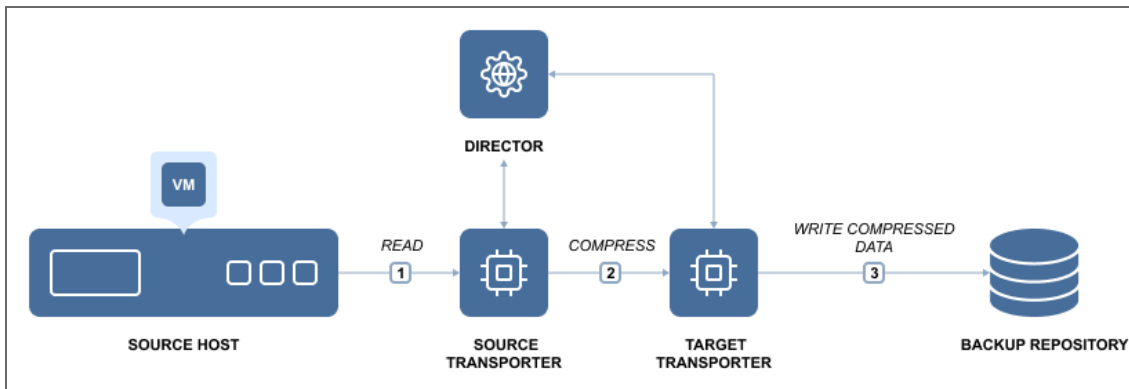 DIRECTOR
VM
READ
1
COMPRESS
2
WRITE COMPRESSED
DATA
3
SOURCE HOST
SOURCE
TRANSPORTER
TARGET
TRANSPORTER
BACKUP REPOSITORY